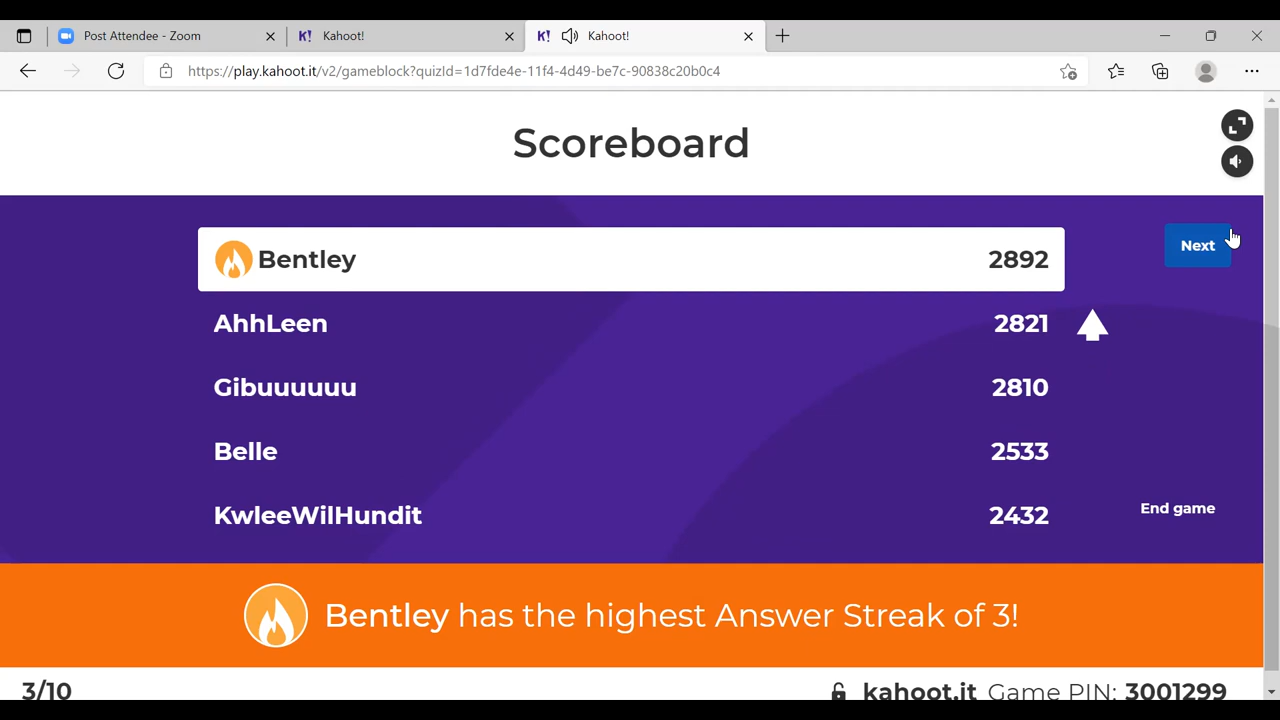 Post Attendee - Zoom
K! Kahoot!
K! Kahoot!
https://play.kahoot.it/v2/gameblock?quizId=1d7fde4e-11f4-4d49-be7c-90838c20b0c4
Scoreboard
Bentley 2892
Next
AhhLeen 2821
Gibuuuuuu 2810
Belle 2533
KwleeWilHundit 2432
End game
Bentley has the highest Answer Streak of 3!
3/10
kahoot.it Game PIN: 3001299